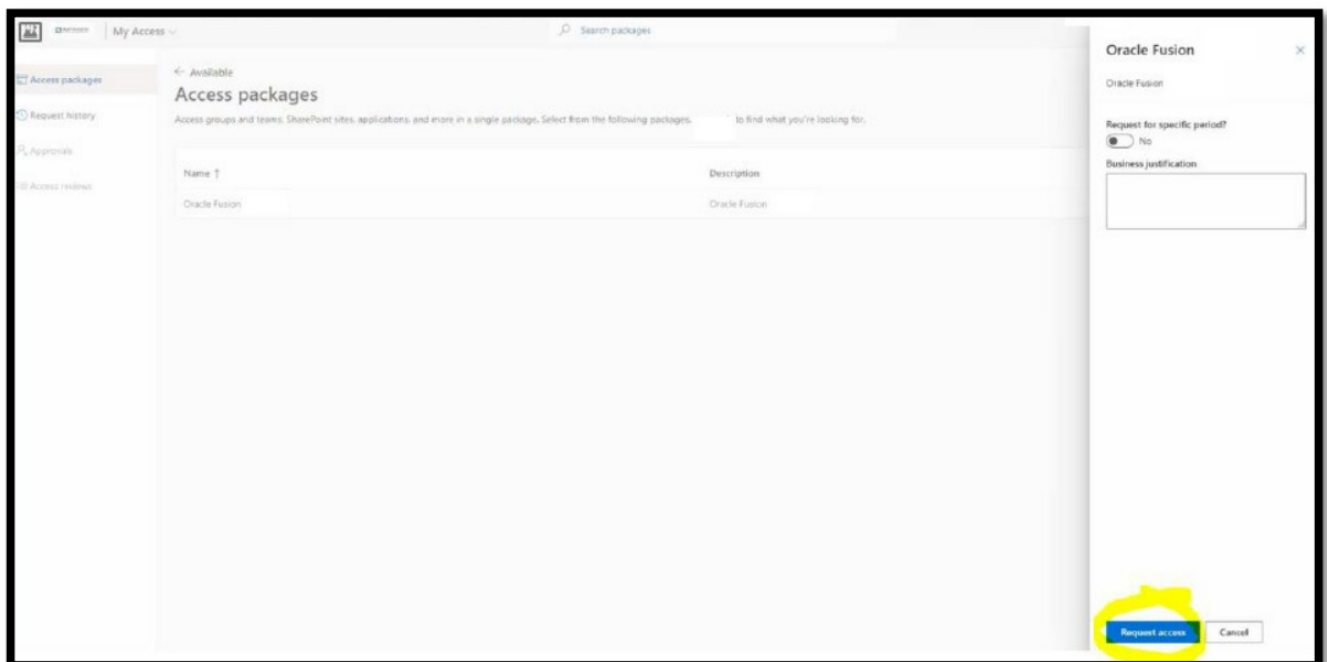 My Access
Search packages
Access packages
Request history
Approvals
Access reviews
← Available
Access packages
Access groups and teams, SharePoint sites, applications, and more in a single package. Select from the following packages. to find what you're looking for.
Name ↑ Description
Oracle Fusion Oracle Fusion
Oracle Fusion
Oracle Fusion
Request for specific period?
No
Business justification
Request access Cancel